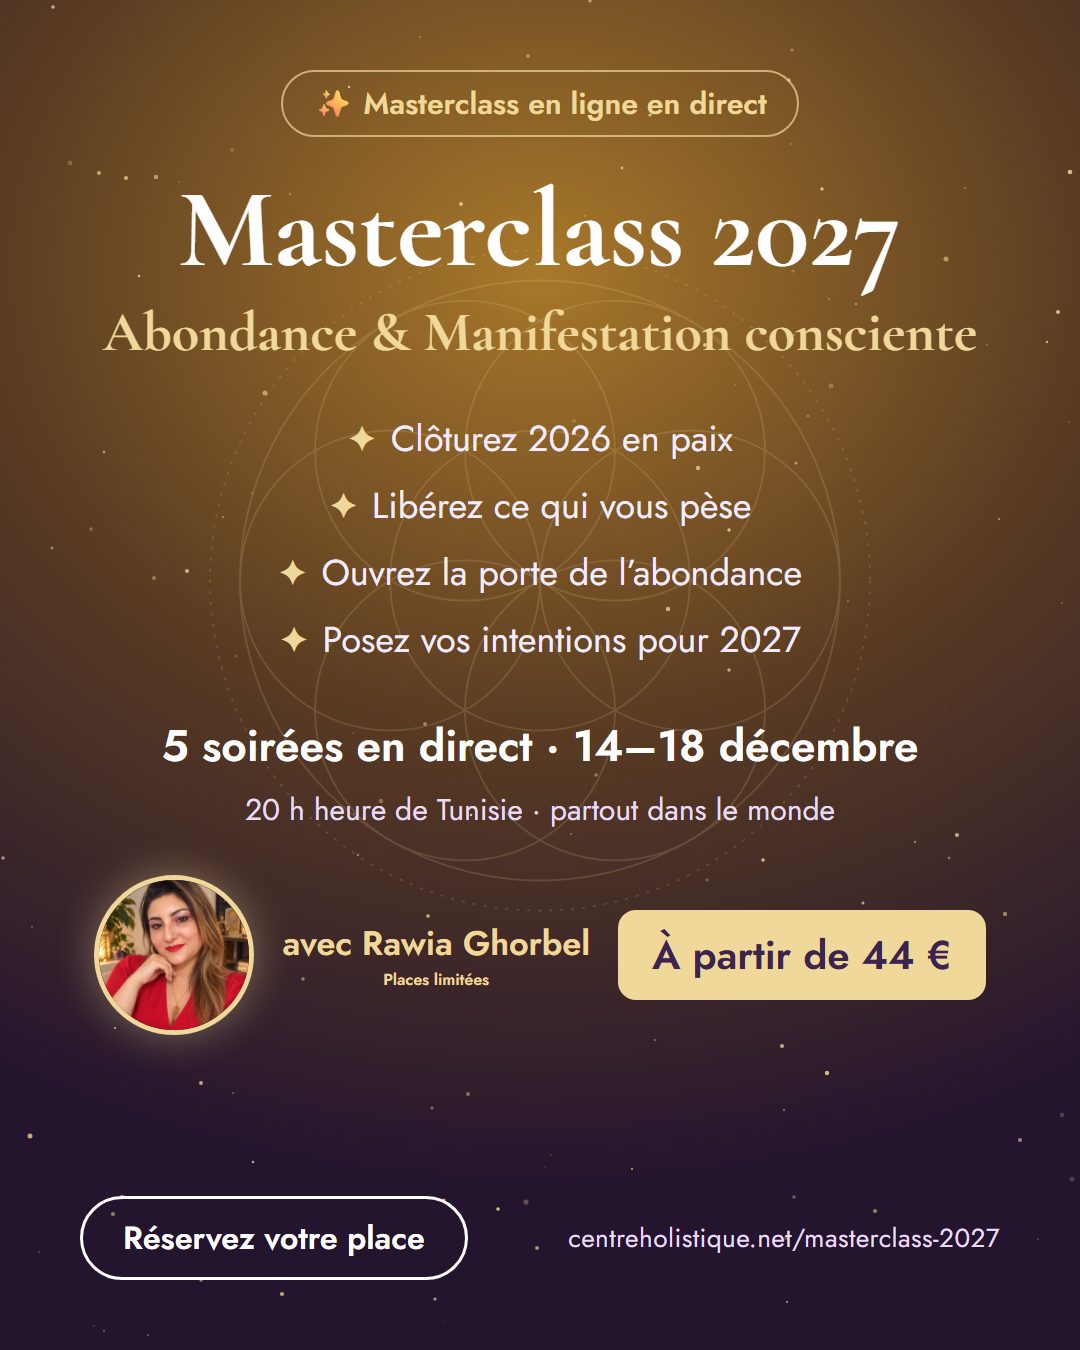 ✨ Masterclass en ligne en direct
Masterclass 2027
Abondance & Manifestation consciente
✦ Clôturez 2026 en paix
✦ Libérez ce qui vous pèse
✦ Ouvrez la porte de l’abondance
✦ Posez vos intentions pour 2027
5 soirées en direct · 14–18 décembre
20 h heure de Tunisie · partout dans le monde
avec Rawia Ghorbel
Places limitées
À partir de 44 €
Réservez votre place
centreholistique.net/masterclass-2027